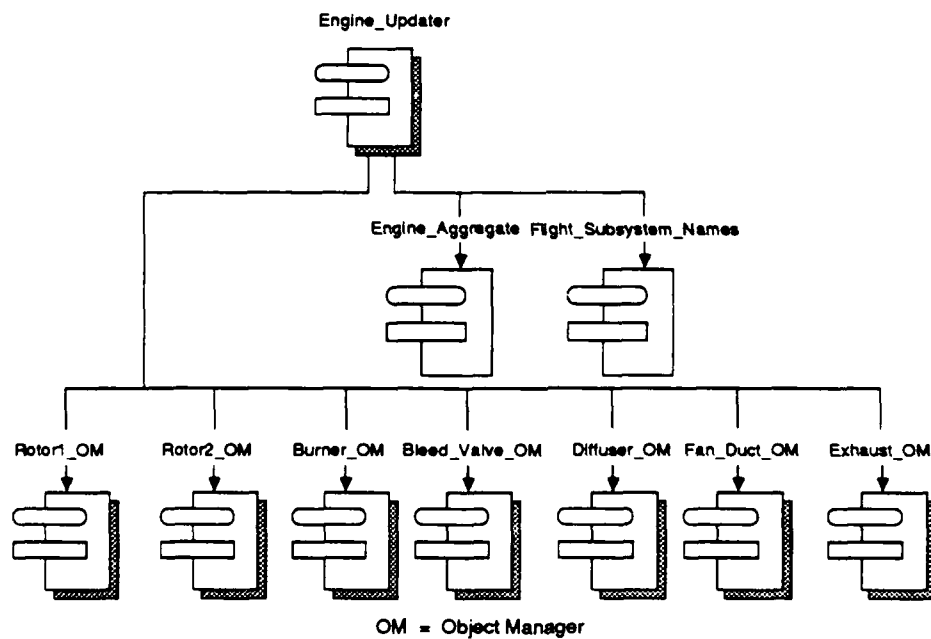 Engine_Updater
Engine_Aggregate Flight_Subsystem_Names
Rotor1_OM Rotor2_OM Burner_OM Bleed_Valve_OM Diffuser_OM Fan_Duct_OM Exhaust_OM
OM = Object Manager